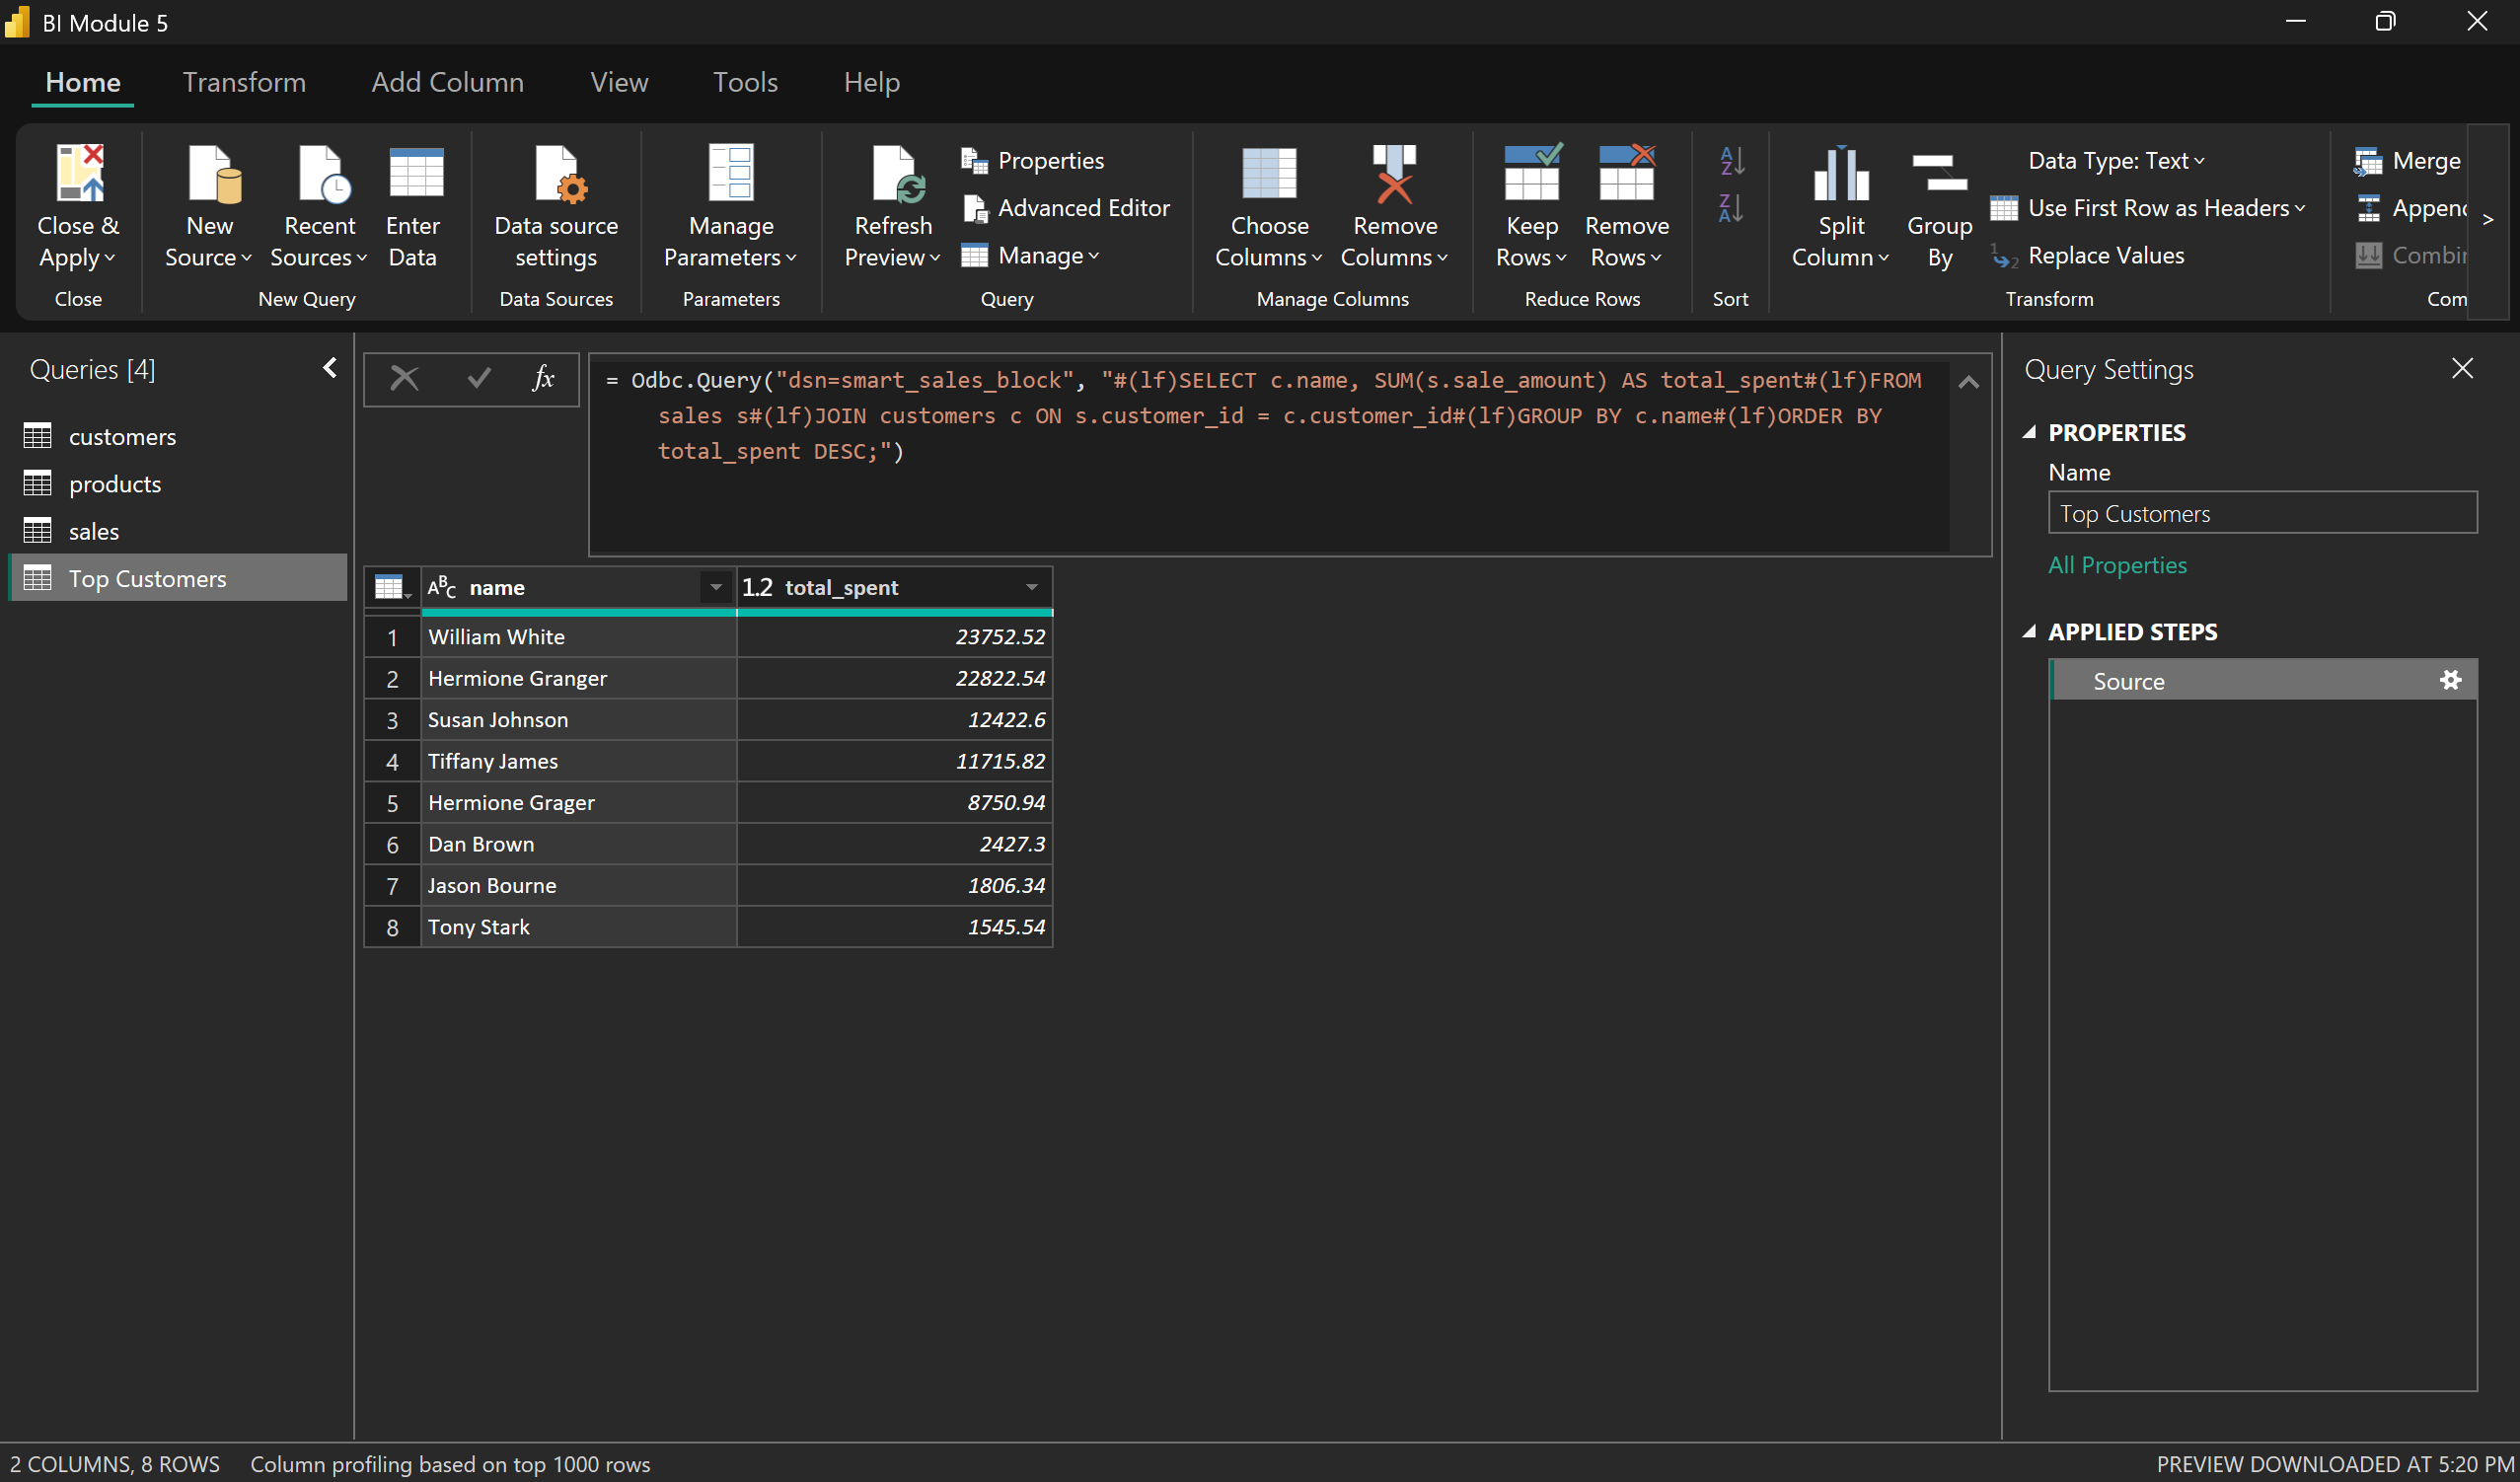 BI Module 5
Home Transform Add Column View Tools Help
Close & Apply
Close
New Source
Recent Sources
Enter Data
New Query
Data source settings
Data Sources
Manage Parameters
Parameters
Refresh Preview
Properties
Advanced Editor
Manage
Query
Choose Columns
Remove Columns
Manage Columns
Keep Rows
Remove Rows
Reduce Rows
Sort
Split Column
Group By
Data Type: Text
Use First Row as Headers
Replace Values
Transform
Merge
Appen
Combi
Com
Queries [4]
customers
products
sales
Top Customers
fx
= Odbc.Query("dsn=smart_sales_block", "#(lf)SELECT c.name, SUM(s.sale_amount) AS total_spent#(lf)FROM
sales s#(lf)JOIN customers c ON s.customer_id = c.customer_id#(lf)GROUP BY c.name#(lf)ORDER BY
total_spent DESC;")
ABC name 1.2 total_spent
1 William White 23752.52
2 Hermione Granger 22822.54
3 Susan Johnson 12422.6
4 Tiffany James 11715.82
5 Hermione Grager 8750.94
6 Dan Brown 2427.3
7 Jason Bourne 1806.34
8 Tony Stark 1545.54
Query Settings
PROPERTIES
Name
Top Customers
All Properties
APPLIED STEPS
Source
2 COLUMNS, 8 ROWS Column profiling based on top 1000 rows
PREVIEW DOWNLOADED AT 5:20 PM